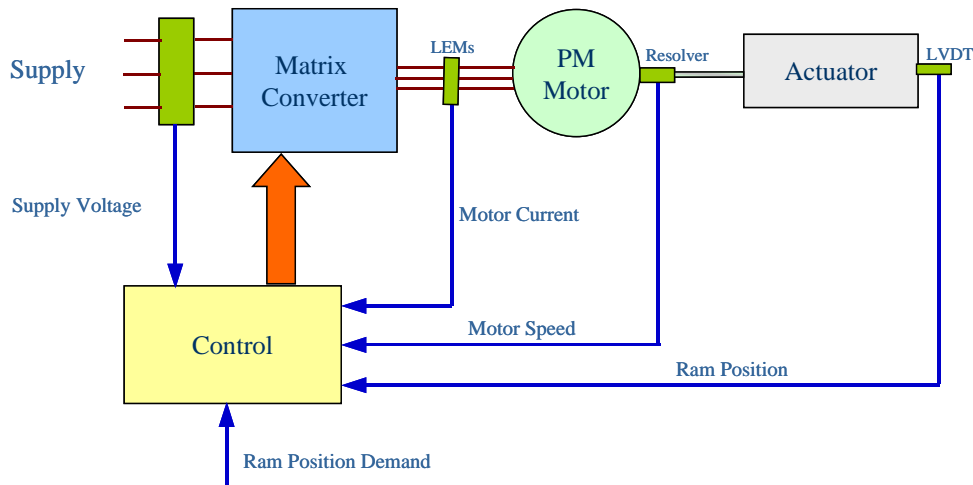 LEMs
PM
Motor
Resolver
LVDT
Supply
Matrix
Converter
Actuator
Supply Voltage
Motor Current
Control
Motor Speed
Ram Position
Ram Position Demand